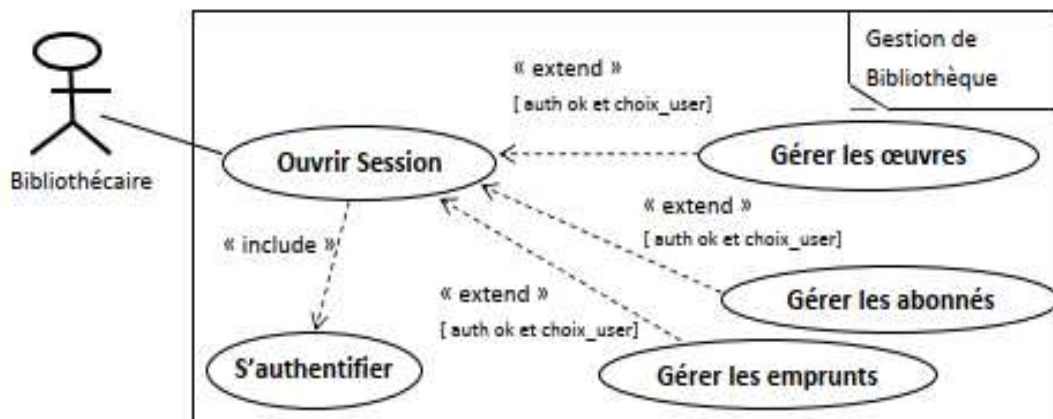 Gestion de
Bibliothèque
« extend »
[ auth ok et choix_user]
Ouvrir Session
Gérer les œuvres
Bibliothécaire
« extend »
[ auth ok et choix_user]
« include »
Gérer les abonnés
« extend »
[ auth ok et choix_user]
S'authentifier
Gérer les emprunts